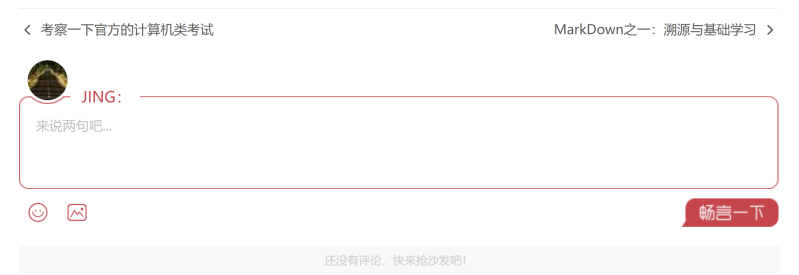 考察一下官方的计算机类考试
MarkDown之一：溯源与基础学习
JING：
来说两句吧...
畅言一下
还没有评论，快来抢沙发吧！